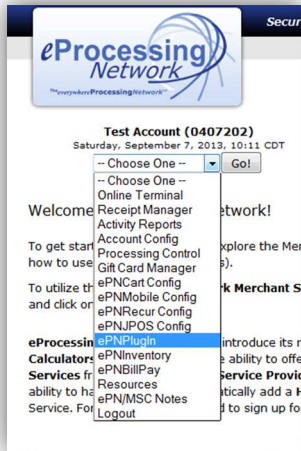 Secur
eProcessing
Network
"The everywhere Processing Network"
Test Account (0407202)
Saturday, September 7, 2013, 10:11 CDT
-- Choose One --
Go!
-- Choose One --
Online Terminal
Receipt Manager
Activity Reports
Account Config
Processing Control
Gift Card Manager
ePNCart Config
ePNMobile Config
ePNRecur Config
ePNJPOS Config
ePNPlugIn
ePNInventory
ePNBillPay
Resources
ePN/MSC Notes
Logout
Welcome etwork!
To get start xplore the Mer
how to use s).
To utilize th rk Merchant S
and click on
eProcessin introduce its n
Calculators e ability to offe
Services fr Service Provid
ability to ha atically add a H
Service. For d to sign up fo